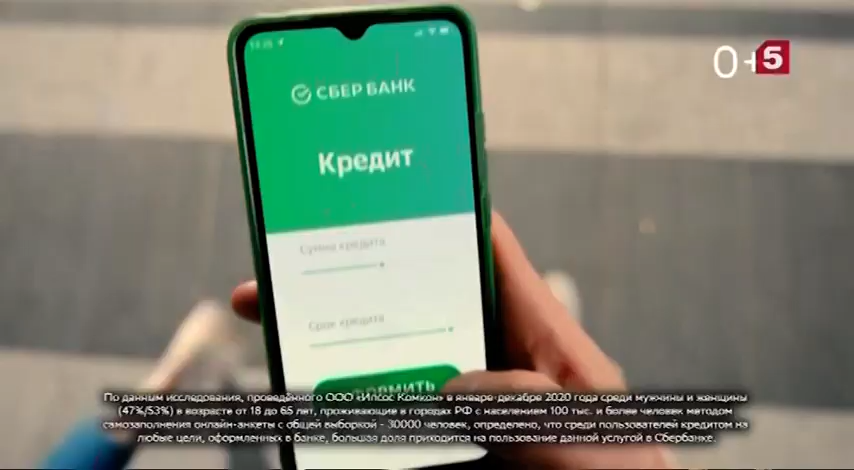 0+
5
СБЕР БАНК
Кредит
Сумма кредита
Срок кредита
По данным исследования, проведённого ООО «Ипсос Комкон» в январе-декабре 2020 года среди мужчины и женщины
(47%/53%) в возрасте от 18 до 65 лет, проживающие в городах РФ с населением 100 тыс. и более человек методом
самозаполнения онлайн-анкеты с общей выборкой - 30000 человек, определено, что среди пользователей кредитом на
любые цели, оформленных в банке, большая доля приходится на пользование данной услугой в Сбербанке.